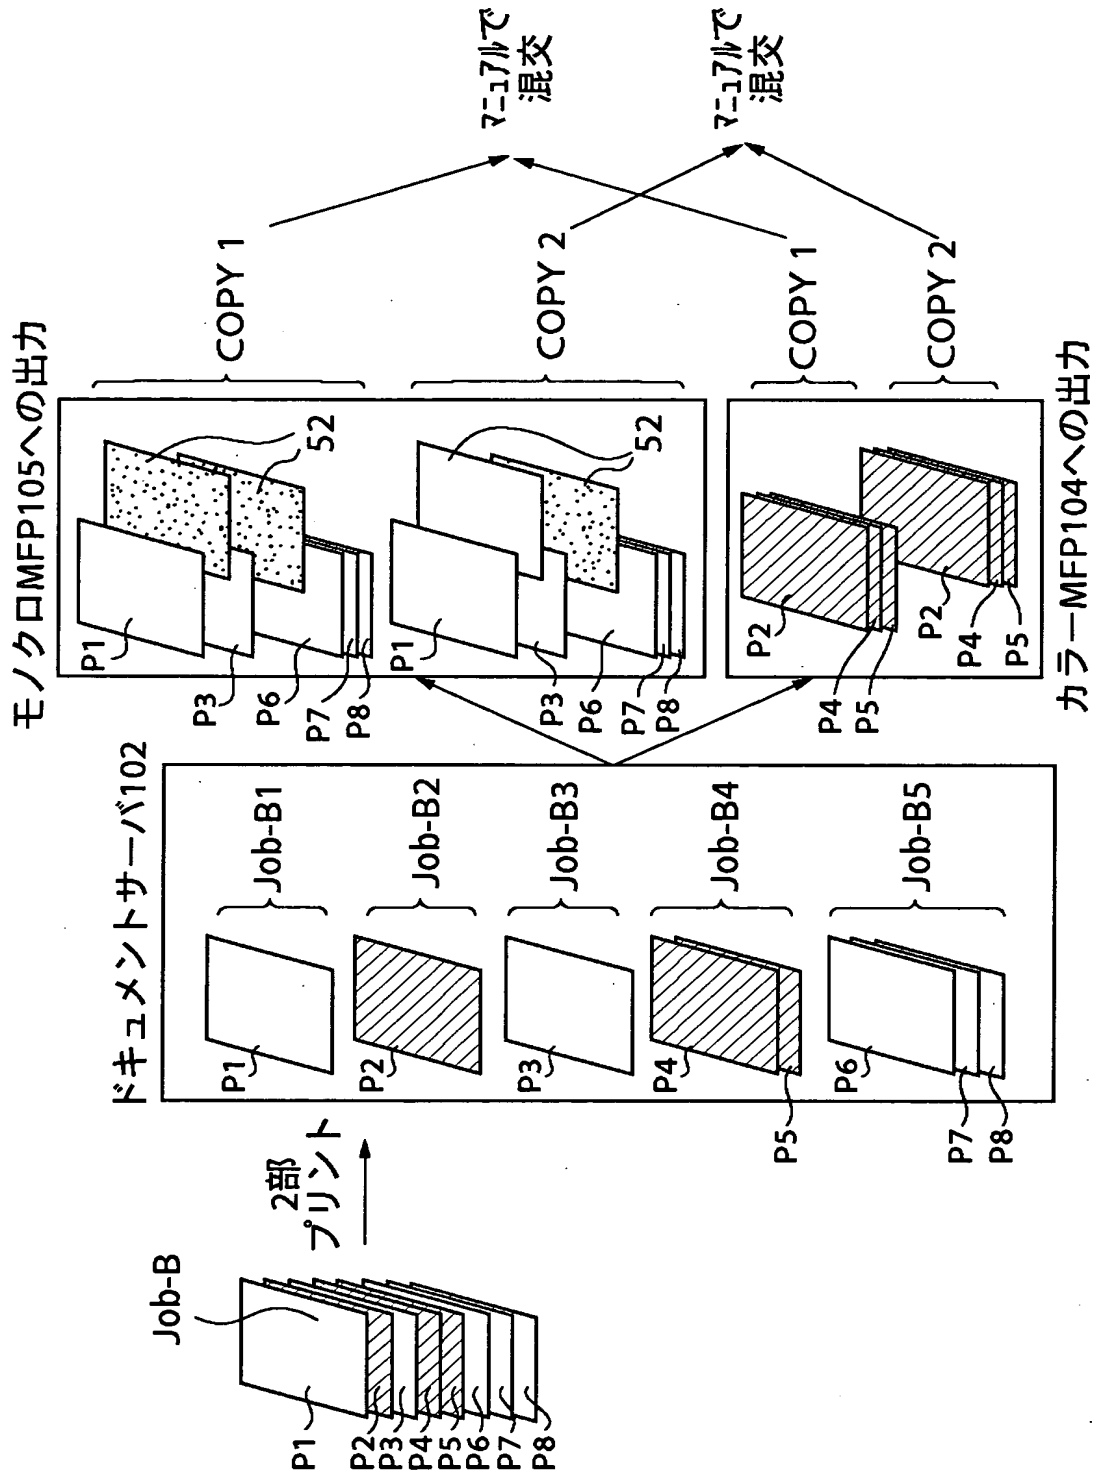 Job-B
P1
P2
P3
P4
P5
P6
P7
P8
2部
プリント
ドキュメントサーバ102
P1
Job-B1
P2
Job-B2
P3
Job-B3
P4
P5
Job-B4
P6
P7
P8
Job-B5
モノクロMFP105への出力
P1
P3
P6
P7
P8
52
COPY 1
P1
P3
P6
P7
P8
52
COPY 2
P2
P4
P5
COPY 1
P2
P4
P5
COPY 2
カラーMFP104への出力
マニュアルで
混交
マニュアルで
混交